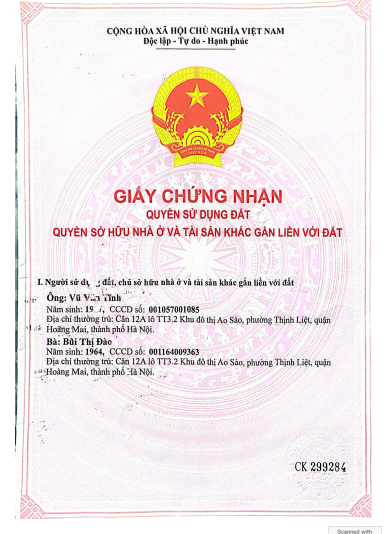 CỘNG HÒA XÃ HỘI CHỦ NGHĨA VIỆT NAM
Độc lập - Tự do - Hạnh phúc
VIỆT NAM
GIẤY CHỨNG NHẬN
QUYỀN SỬ DỤNG ĐẤT
QUYỀN SỞ HỮU NHÀ Ở VÀ TÀI SẢN KHÁC GẮN LIỀN VỚI ĐẤT
I. Người sử đất, chủ sở hữu nhà ở và tài sản khác gắn liền với đất
Ông: Vũ Tĩnh
Năm sinh: CCCD số: 001057001085
Địa chỉ thường trú: Căn 12A lô TT3.2 Khu đô thị Ao Sào, phường Thịnh Liệt, quận
Hoàng Mai, thành phố Hà Nội.
Bà: Bùi Thị Đào
Năm sinh: 1964, CCCD số: 001164009363
Địa chỉ thường trú: Căn 12A lô TT3.2 Khu đô thị Ao Sào, phường Thịnh Liệt, quận
Hoàng Mai, thành phố Hà Nội.
CK 299284
Scanned with